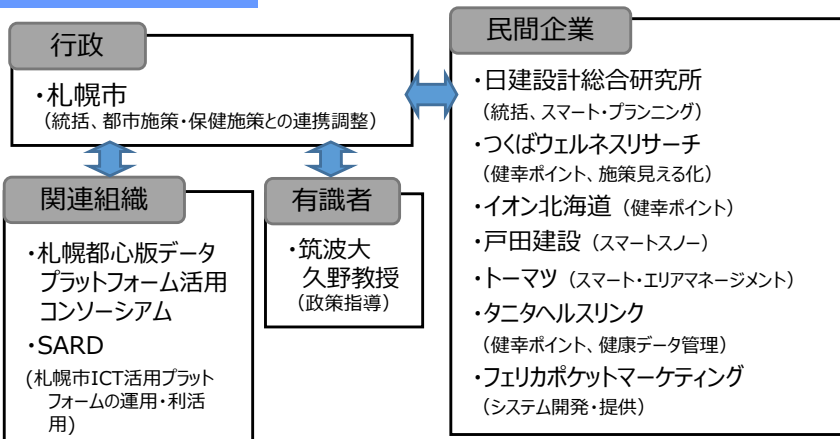 行政
・札幌市
(統括、都市施策・保健施策との連携調整)
関連組織
・札幌都心版データ
プラットフォーム活用
コンソーシアム
・SARD
(札幌市ICT活用プラット
フォームの運用・利活
用)
有識者
・筑波大
久野教授
(政策指導)
民間企業
・日建設計総合研究所
(統括、スマート・プランニング)
・つくばウェルネスリサーチ
(健幸ポイント、施策見える化)
・イオン北海道(健幸ポイント)
・戸田建設(スマートスノー)
・トーマツ(スマート・エリアマネージメント)
・タニタヘルスリンク
(健幸ポイント、健康データ管理)
・フェリカポケットマーケティング
(システム開発・提供)